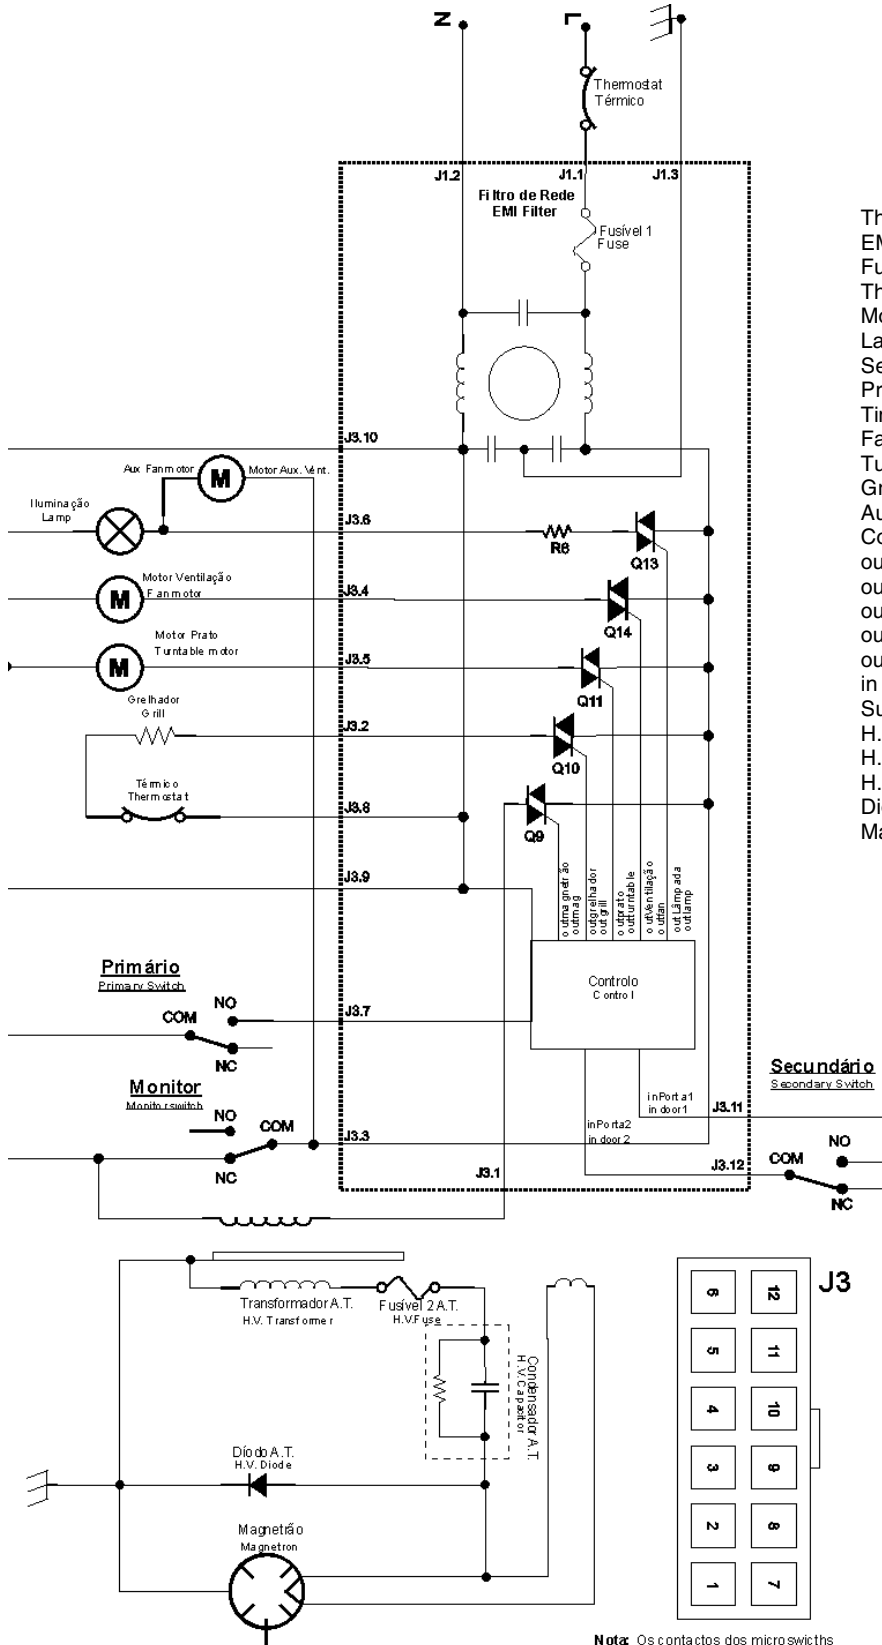 N
L
Thermostat
Térmico
J1.2
J1.1
J1.3
Filtro de Rede
EMI Filter
Fusível 1
Fuse
Th
EM
Fu
Th
Mo
La
Se
Pr
Tir
Fa
Tu
Gr
Au
Co
ou
ou
ou
ou
ou
in
Su
H.
H.
H.
Di
Ma
J3.10
Aux Fanmotor
M
Motor Aux. Vent.
Iluminação
Lamp
J3.6
R6
Q13
Motor Ventilação
Fanmotor
M
J3.4
Q14
Motor Prato
Turntable motor
M
J3.5
Q11
Grelhador
Grill
J3.2
Q10
Térmico
Thermostat
J3.8
Q9
J3.9
outmagnetrão
outmag
outgrelhador
outgrill
outprato
outturntable
outVentilação
outfan
outLâmpada
outlamp
Controlo
Control
Primário
Primary Switch
NO
COM
NC
J3.7
Monitor
Monitorswitch
NO
COM
NC
J3.3
J3.1
inPorta1
in door1
J3.11
inPorta2
in door2
J3.12
Secundário
Secondary Switch
NO
COM
NC
Transformador A.T.
H.V. Transformer
Fusível 2 A.T.
H.V.Fuse
Condensador A.T.
H.V.Capacitor
Díodo A.T.
H.V. Diode
Magnetrão
Magnetron
J3
6 12
5 11
4 10
3 9
2 8
1 7
Nota: Os contactos dos microswicths